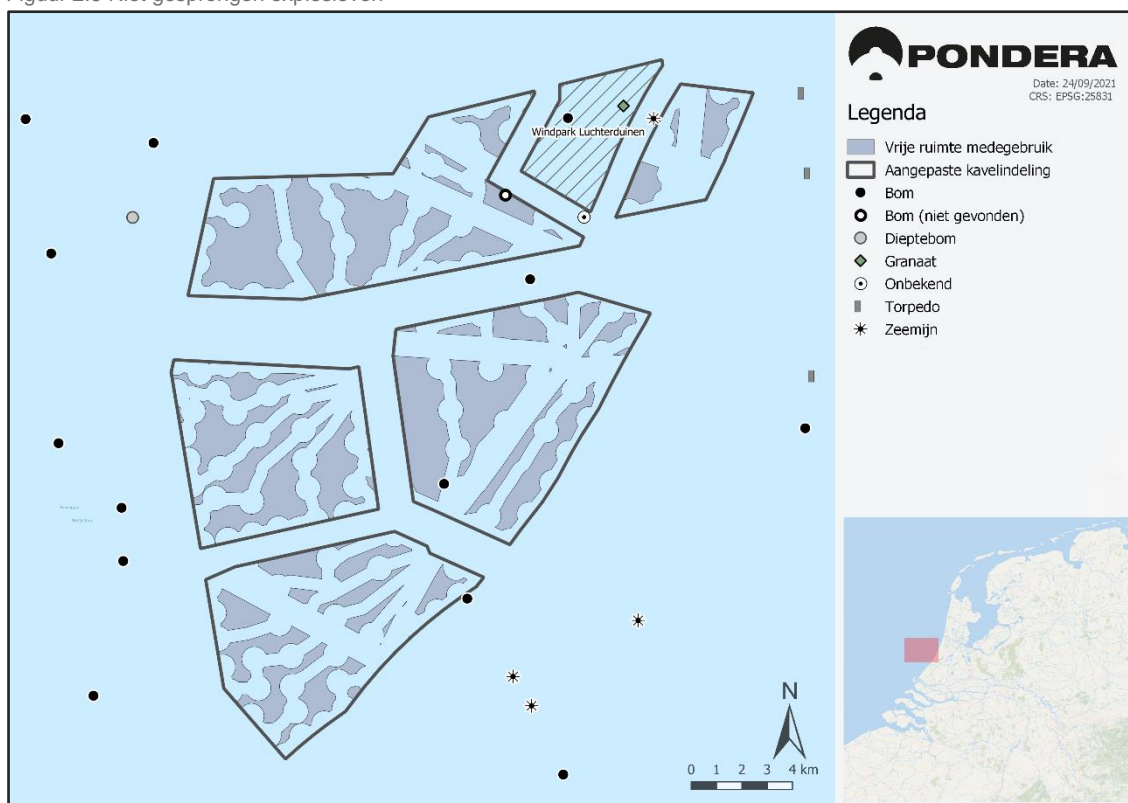 Figuur 2.3 Niet gesprongen explosieven
PONDERA
Date: 24/09/2021
CRS: EPSG:25831
Legenda
Vrije ruimte medegebruik
Aangepaste kavelindeling
Bom
Bom (niet gevonden)
Dieptebom
Granaat
Onbekend
Torpedo
Zeemijn
Windpark Luchterduinen
N
0 1 2 3 4 km